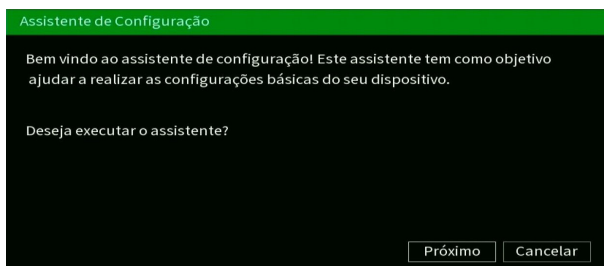 Assistente de Configuração
Bem vindo ao assistente de configuração! Este assistente tem como objetivo
ajudar a realizar as configurações básicas do seu dispositivo.
Deseja executar o assistente?
Próximo Cancelar